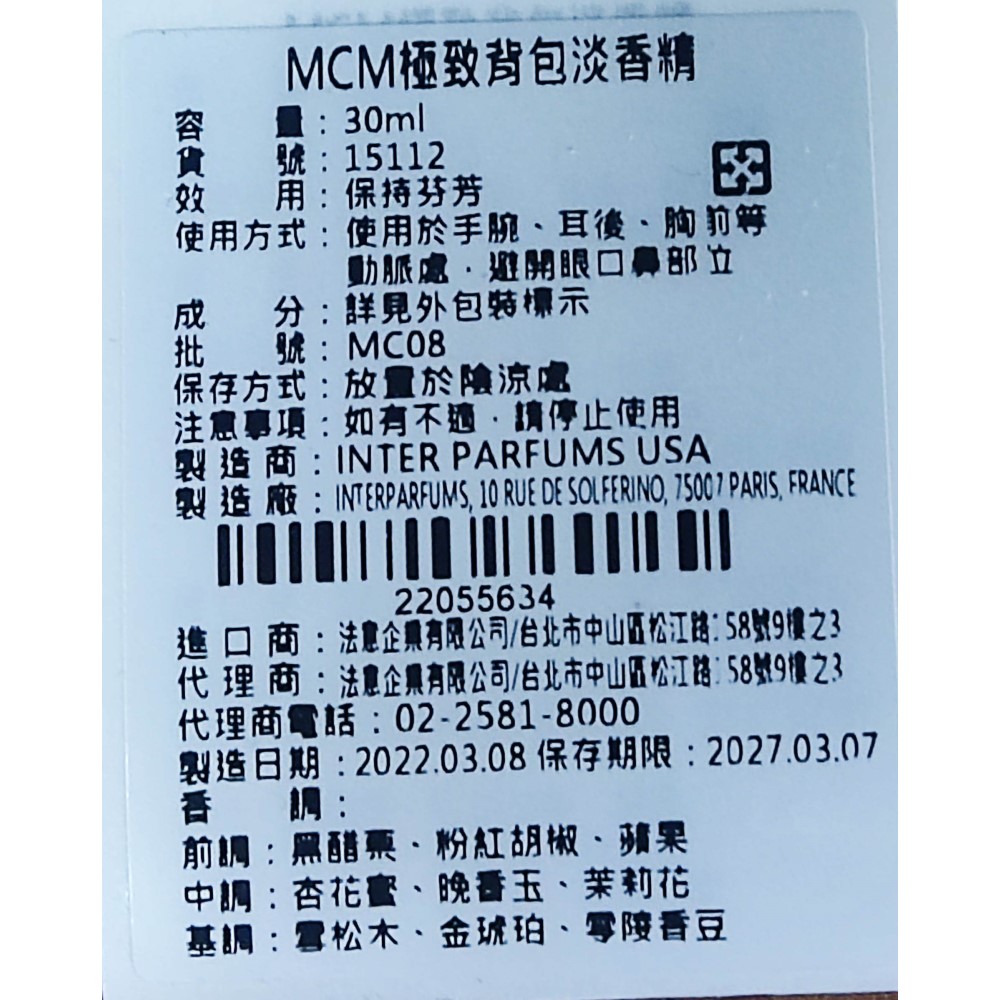 MCM極致背包淡香精
容量：30ml
貨號：15112
效用：保持芬芳
使用方式：使用於手腕、耳後、胸前等
動脈處，避開眼口鼻部位
成分：詳見外包裝標示
批號：MC08
保存方式：放置於陰涼處
注意事項：如有不適，請停止使用
製造商：INTER PARFUMS USA
製造廠：INTERPARFUMS, 10 RUE DE SOLFERINO, 75007 PARIS, FRANCE
22055634
進口商：法意企業有限公司/台北市中山區松江路158號9樓之3
代理商：法意企業有限公司/台北市中山區松江路158號9樓之3
代理商電話：02-2581-8000
製造日期：2022.03.08 保存期限：2027.03.07
香調：
前調：黑醋栗、粉紅胡椒、蘋果
中調：杏花蜜、晚香玉、茉莉花
基調：雪松木、金琥珀、零陵香豆